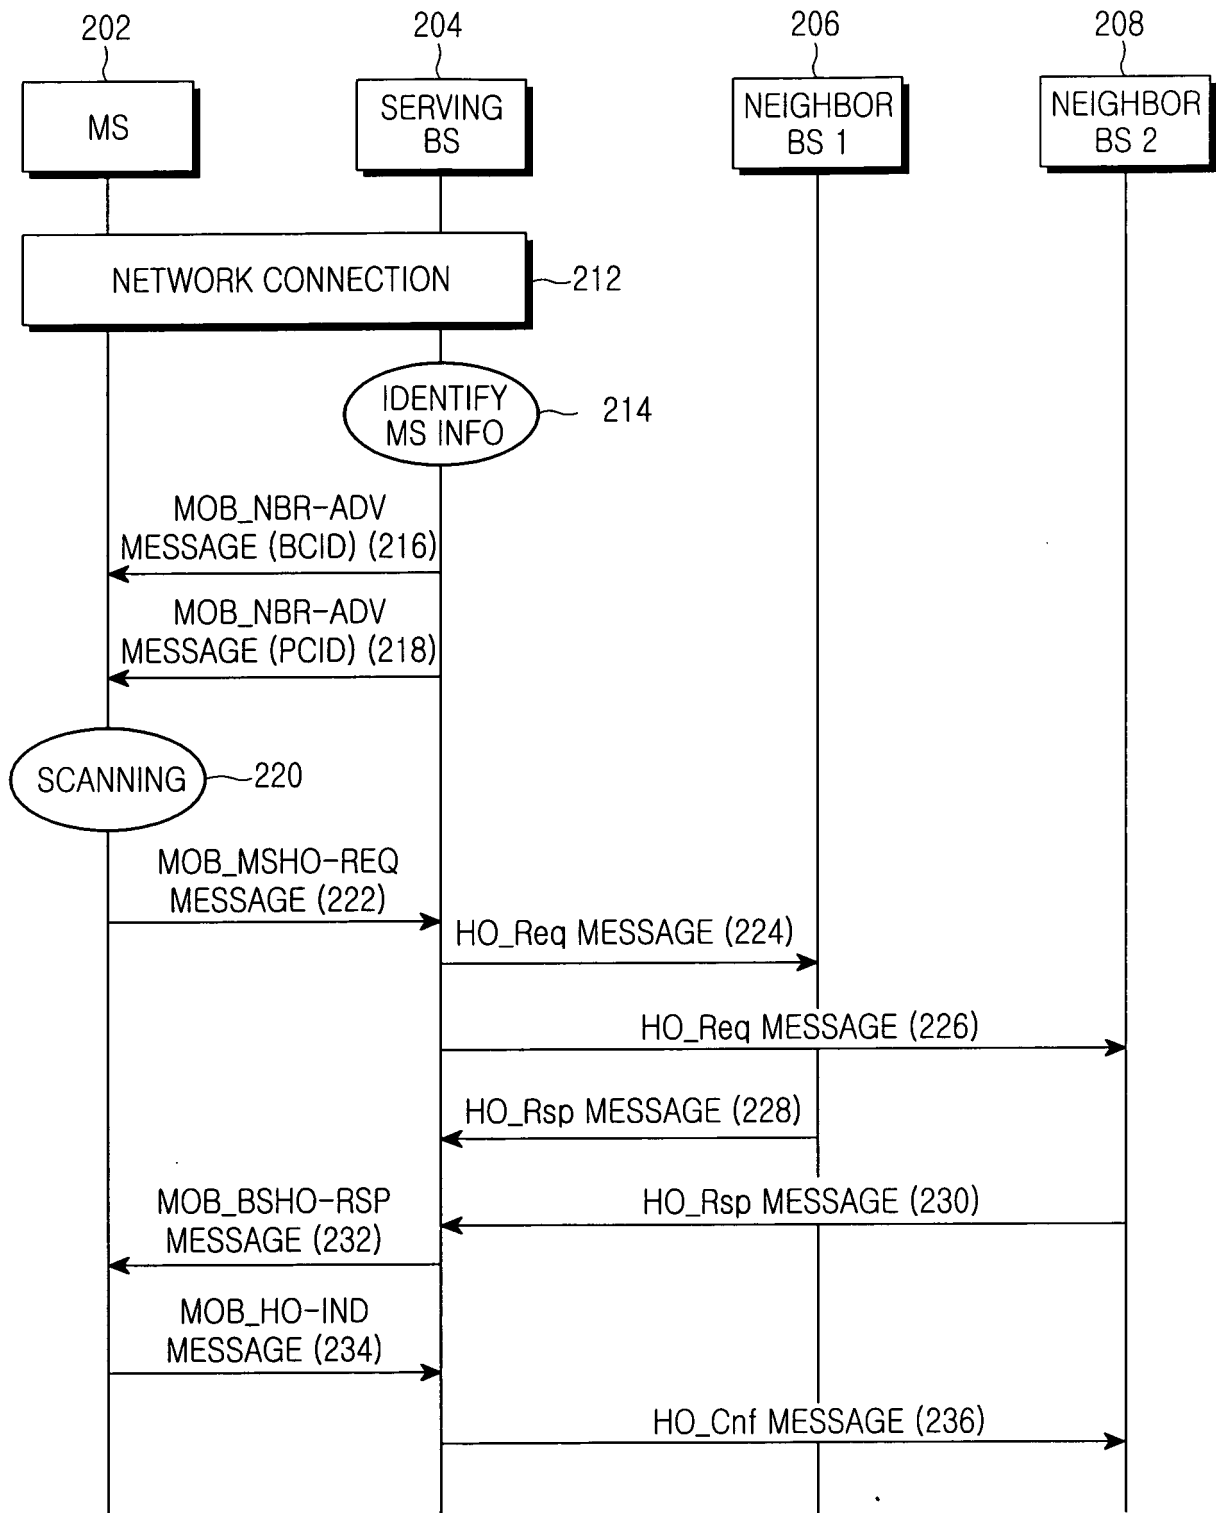 202
204
206
208
MS
SERVING
BS
NEIGHBOR
BS 1
NEIGHBOR
BS 2
NETWORK CONNECTION
212
IDENTIFY
MS INFO
214
MOB_NBR-ADV
MESSAGE (BCID) (216)
MOB_NBR-ADV
MESSAGE (PCID) (218)
SCANNING
220
MOB_MSHO-REQ
MESSAGE (222)
HO_Req MESSAGE (224)
HO_Req MESSAGE (226)
HO_Rsp MESSAGE (228)
MOB_BSHO-RSP
MESSAGE (232)
HO_Rsp MESSAGE (230)
MOB_HO-IND
MESSAGE (234)
HO_Cnf MESSAGE (236)